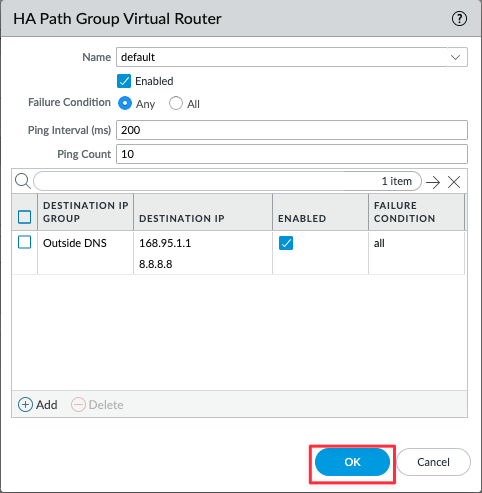 HA Path Group Virtual Router
Name default
Enabled
Failure Condition Any All
Ping Interval (ms) 200
Ping Count 10
1 item
DESTINATION IP GROUP DESTINATION IP ENABLED FAILURE CONDITION
Outside DNS 168.95.1.1 all
8.8.8.8
Add Delete
OK Cancel